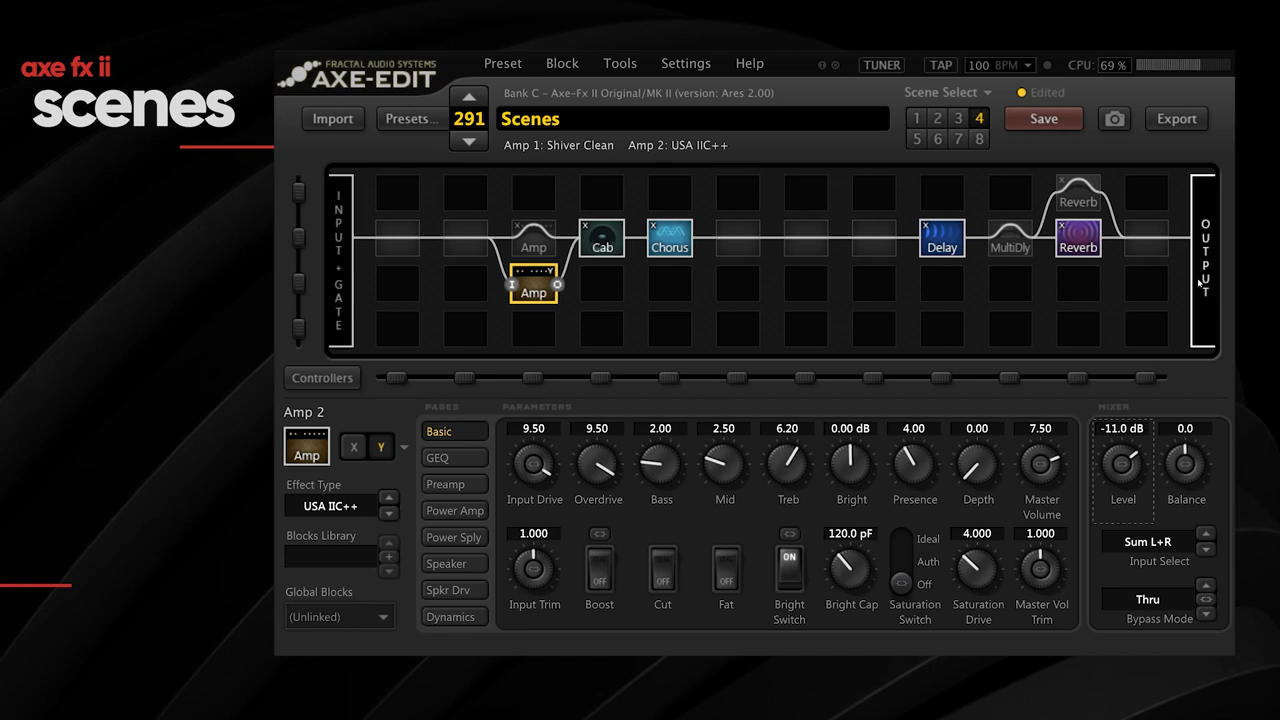 axe fx ii
scenes
FRACTAL AUDIO SYSTEMS
AXE-EDIT
Preset Block Tools Settings Help
TUNER TAP 100 BPM CPU: 69 %
Bank C - Axe-Fx II Original/MK II (version: Ares 2.00)
Scene Select
Edited
Import Presets... 291 Scenes
1 2 3 4
5 6 7 8
Save Export
Amp 1: Shiver Clean Amp 2: USA IIC++
INPUT + GATE
X Reverb
X Amp
X Cab
X Chorus
X Delay
MultiDly
X Reverb
Y Amp
I O
OUTPUT
Controllers
Amp 2
Amp X Y
Effect Type
USA IIC++
Blocks Library
Global Blocks
(Unlinked)
PAGES
Basic
GEQ
Preamp
Power Amp
Power Sply
Speaker
Spkr Drv
Dynamics
PARAMETERS
9.50 9.50 2.00 2.50 6.20 0.00 dB 4.00 0.00 7.50
Input Drive Overdrive Bass Mid Treb Bright Presence Depth Master Volume
1.000 120.0 pF 4.000 1.000
OFF OFF OFF ON
Ideal
Auth
Off
Input Trim Boost Cut Fat Bright Switch Bright Cap Saturation Switch Saturation Drive Master Vol Trim
MIXER
-11.0 dB 0.0
Level Balance
Sum L+R
Input Select
Thru
Bypass Mode